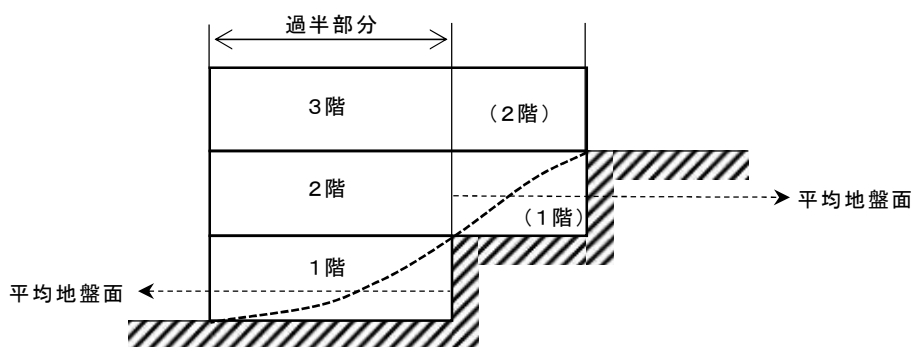 過半部分
3階
(2階)
2階
平均地盤面
(1階)
1階
平均地盤面